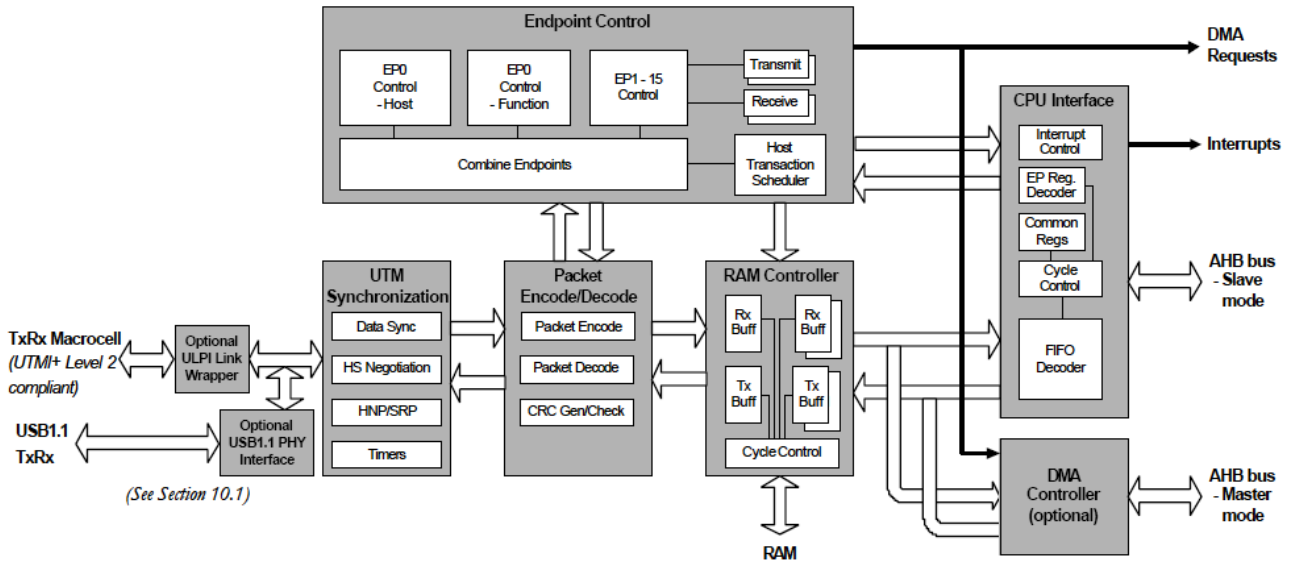 Endpoint Control
EP0
Control
- Host
EP0
Control
- Function
EP1 - 15
Control
Transmit
Receive
Combine Endpoints
Host
Transaction
Scheduler
DMA
Requests
CPU Interface
Interrupt
Control
Interrupts
EP Reg.
Decoder
Common
Regs
Cycle
Control
FIFO
Decoder
AHB bus
- Slave
mode
UTM
Synchronization
Data Sync
HS Negotiation
HNP/SRP
Timers
Packet
Encode/Decode
Packet Encode
Packet Decode
CRC Gen/Check
RAM Controller
Rx
Buff
Rx
Buff
Tx
Buff
Tx
Buff
Cycle Control
RAM
TxRx Macrocell
(UTMI+ Level 2
compliant)
Optional
ULPI Link
Wrapper
USB1.1
TxRx
Optional
USB1.1 PHY
Interface
(See Section 10.1)
DMA
Controller
(optional)
AHB bus
- Master
mode